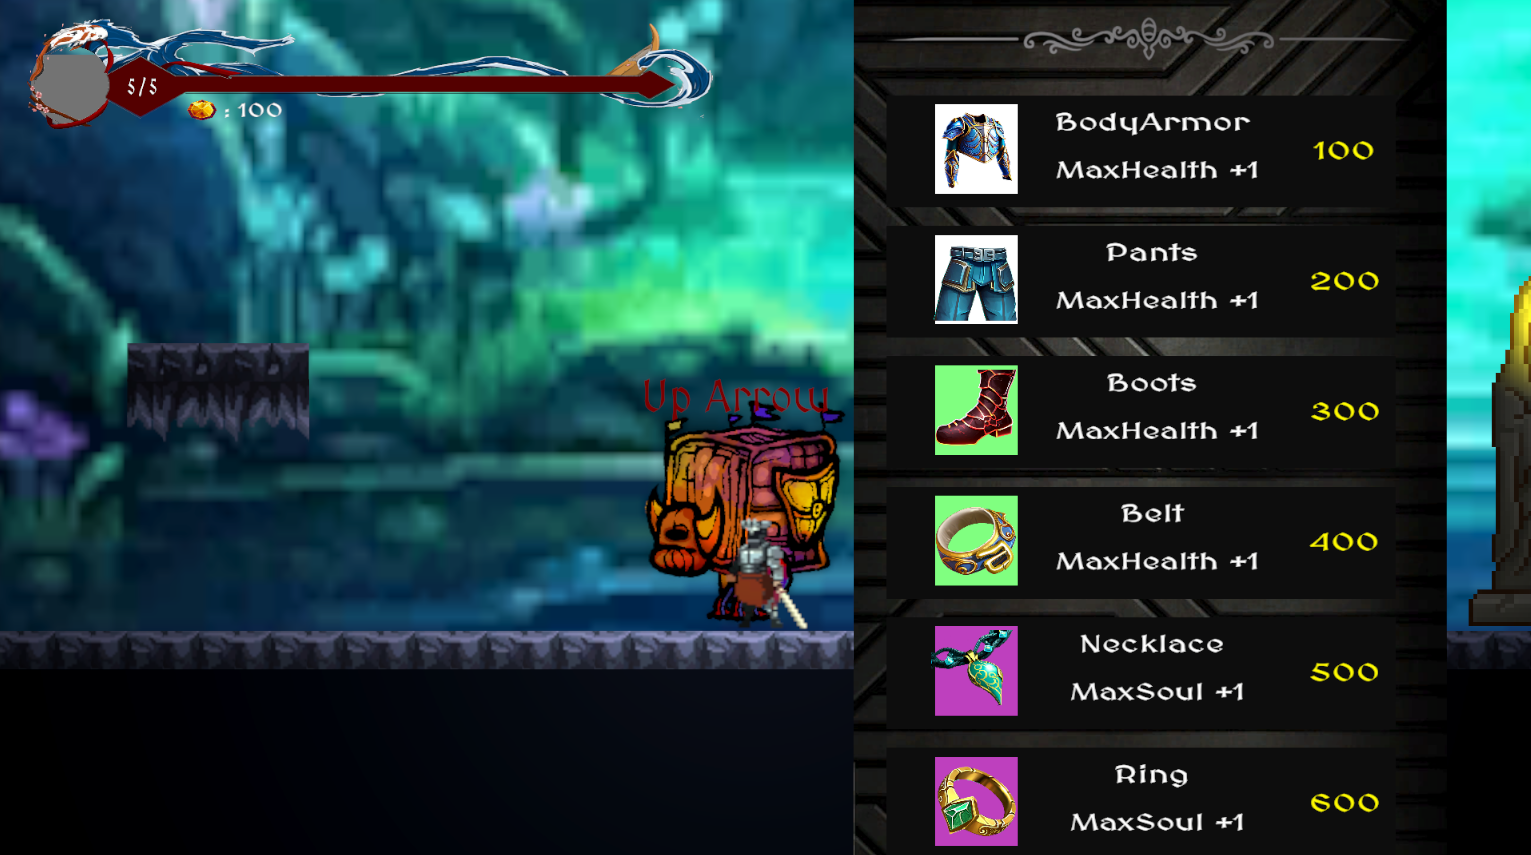 5/5
: 100
Up Arrow
BodyArmor
MaxHealth +1
100
Pants
MaxHealth +1
200
Boots
MaxHealth +1
300
Belt
MaxHealth +1
400
Necklace
MaxSoul +1
500
Ring
MaxSoul +1
600